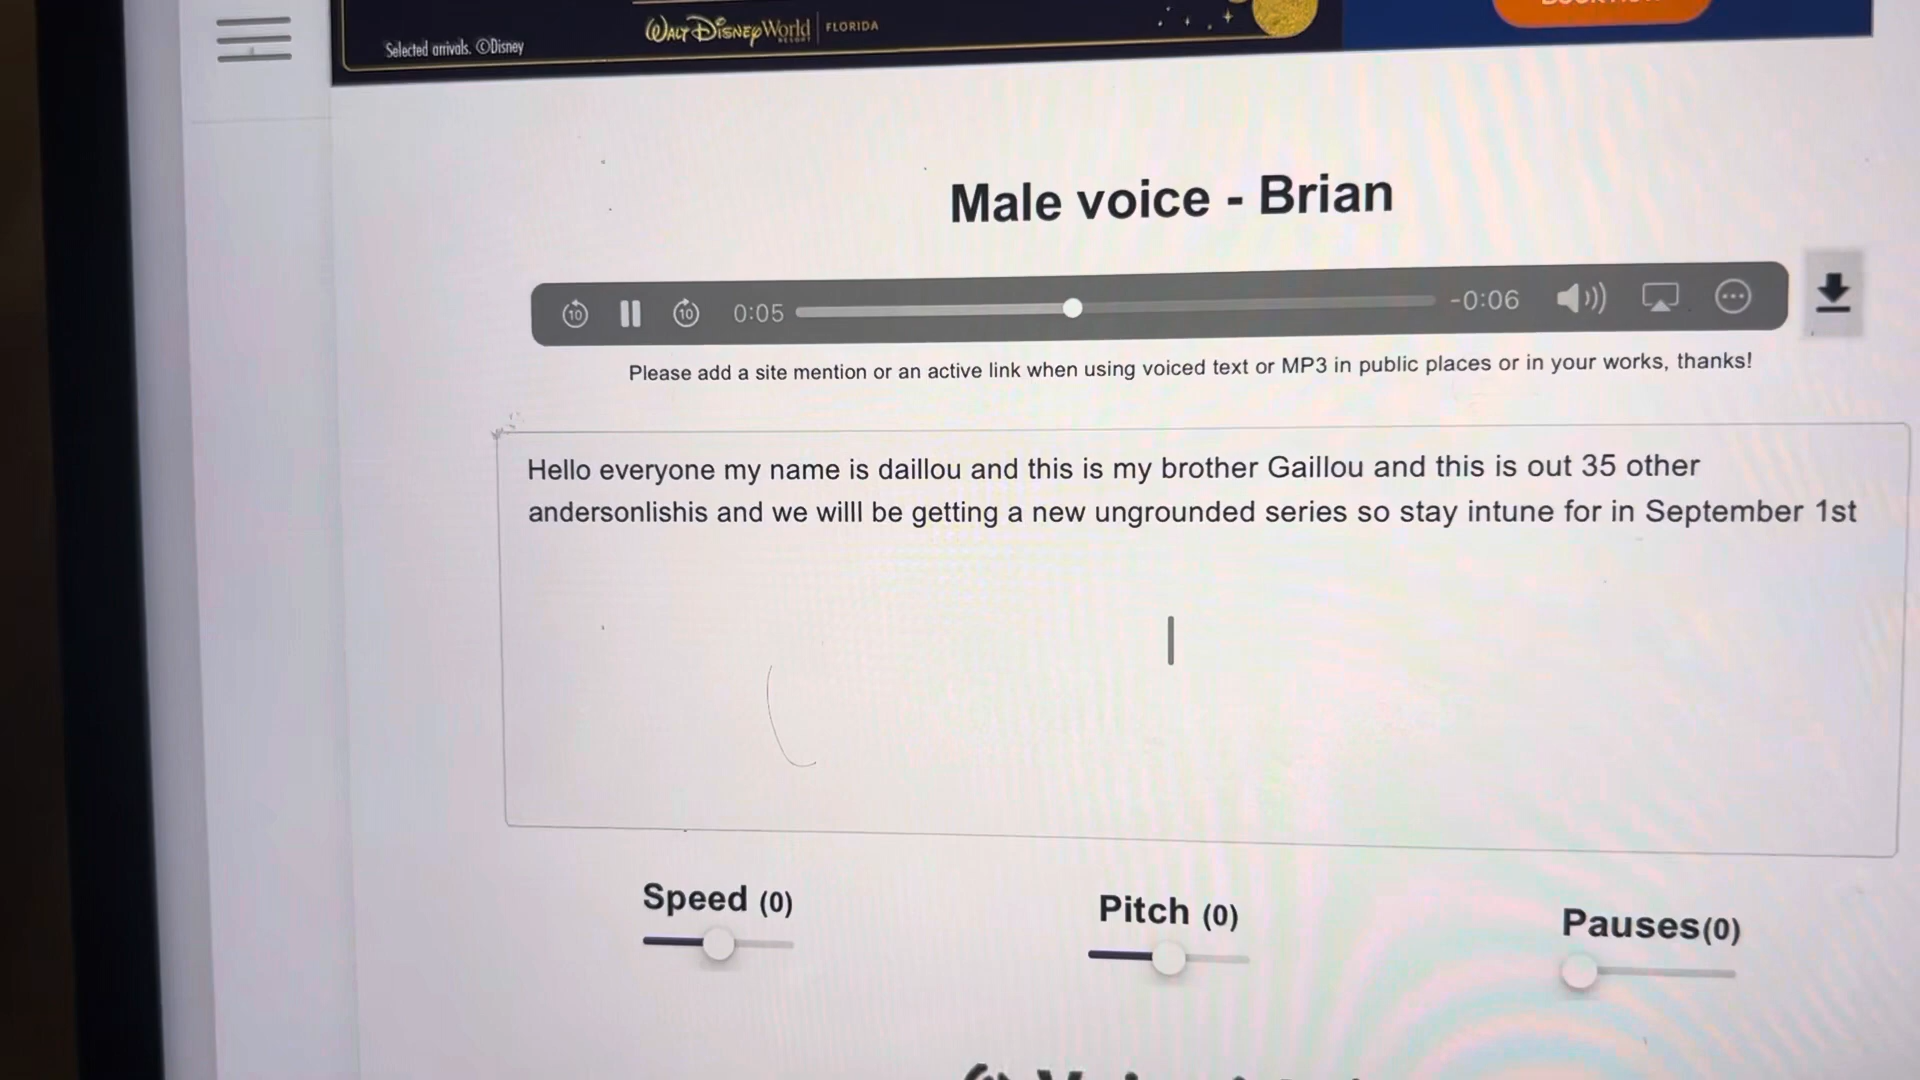 Selected arrivals. ©Disney
Walt Disney World
RESORT
FLORIDA
Male voice - Brian
10
10
0:05
-0:06
Please add a site mention or an active link when using voiced text or MP3 in public places or in your works, thanks!
Hello everyone my name is daillou and this is my brother Gaillou and this is out 35 other
andersonlishis and we willl be getting a new ungrounded series so stay intune for in September 1st
Speed (0)
Pitch (0)
Pauses(0)